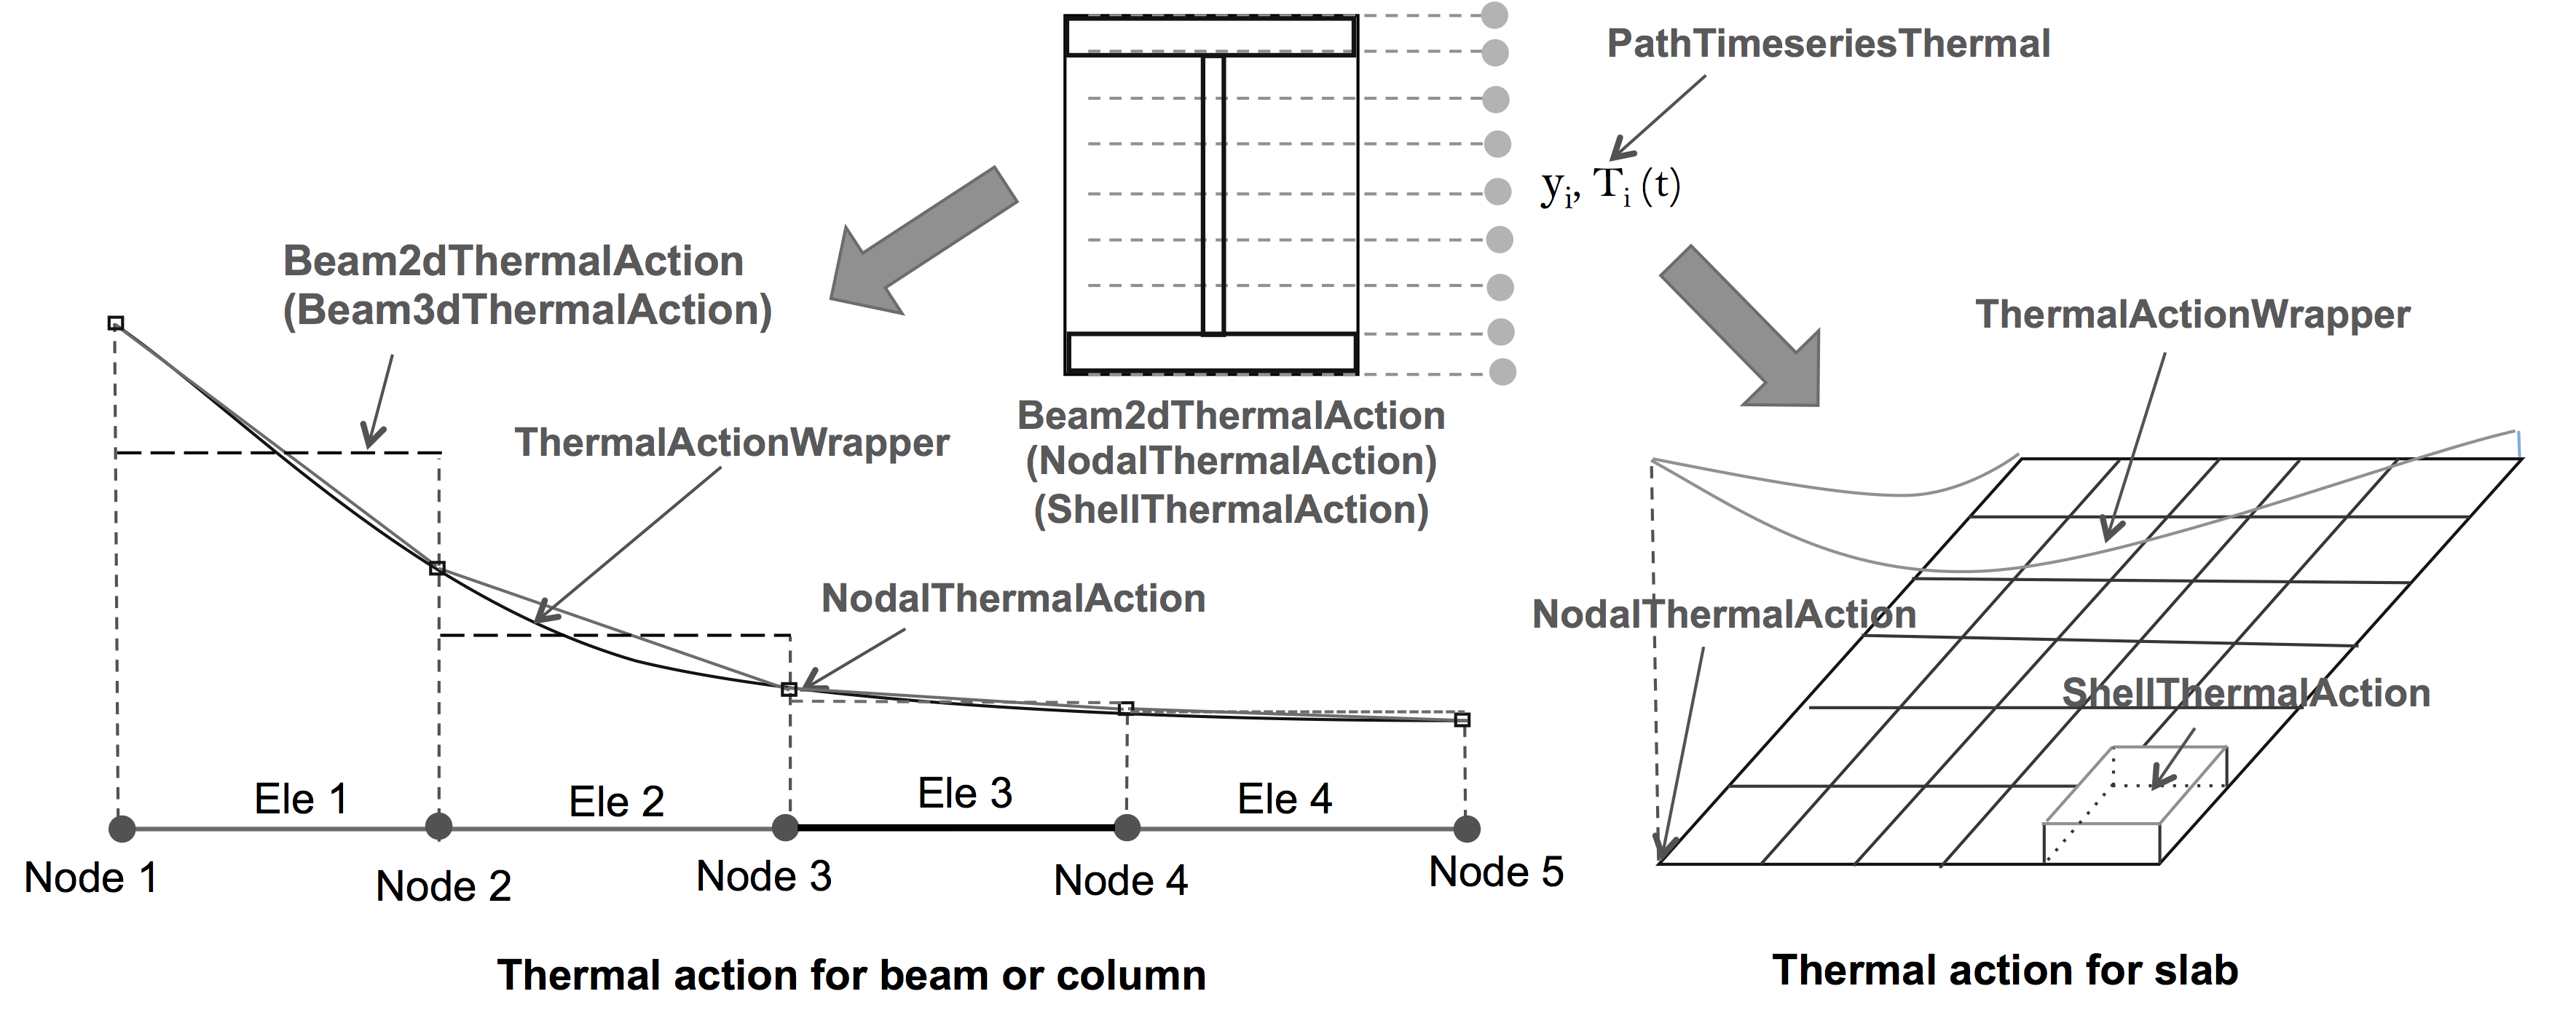 PathTimeseriesThermal
yi, Ti (t)
Beam2dThermalAction
(Beam3dThermalAction)
ThermalActionWrapper
Beam2dThermalAction
(NodalThermalAction)
(ShellThermalAction)
ThermalActionWrapper
NodalThermalAction
NodalThermalAction
ShellThermalAction
Ele 1
Ele 2
Ele 3
Ele 4
Node 1
Node 2
Node 3
Node 4
Node 5
Thermal action for beam or column
Thermal action for slab